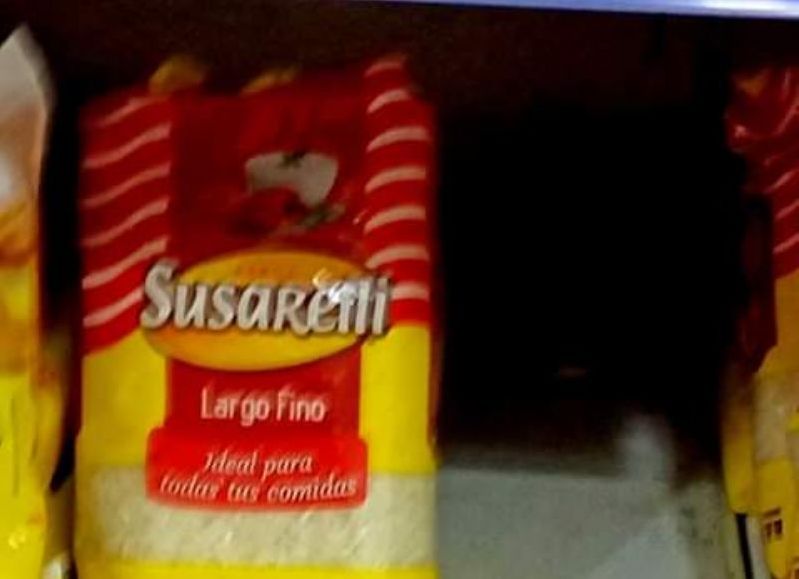 Susarelli
Largo Fino
Ideal para
todas tus comidas